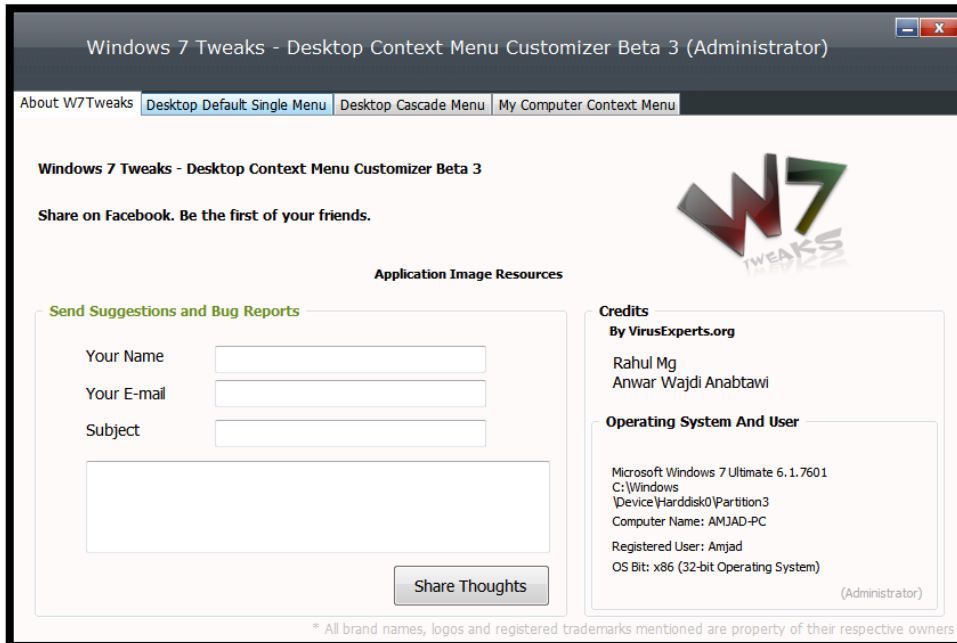 Windows 7 Tweaks - Desktop Context Menu Customizer Beta 3 (Administrator)
About W7Tweaks
Desktop Default Single Menu
Desktop Cascade Menu
My Computer Context Menu
Windows 7 Tweaks - Desktop Context Menu Customizer Beta 3
Share on Facebook. Be the first of your friends.
W7
TWEAKS
Application Image Resources
Send Suggestions and Bug Reports
Your Name
Your E-mail
Subject
Share Thoughts
Credits
By VirusExperts.org
Rahul Mg
Anwar Wajdi Anabtawi
Operating System And User
Microsoft Windows 7 Ultimate 6.1.7601
C:\Windows
\Device\Harddisk0\Partition3
Computer Name: AMJAD-PC
Registered User: Amjad
OS Bit: x86 (32-bit Operating System)
(Administrator)
* All brand names, logos and registered trademarks mentioned are property of their respective owners